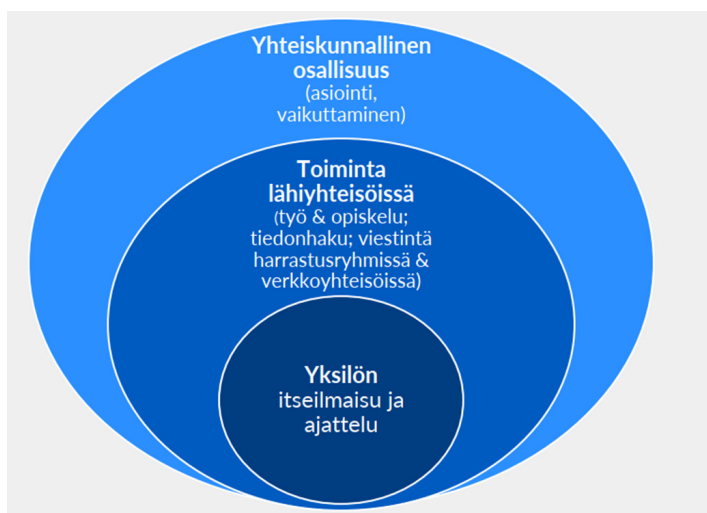 Yhteiskunnallinen
osallisuus
(asiointi,
vaikuttaminen)
Toiminta
lähiyhteisöissä
(työ & opiskelu;
tiedonhaku; viestintä
harrastusryhmissä &
verkkoyhteisöissä)
Yksilön
itseilmaisu ja
ajattelu